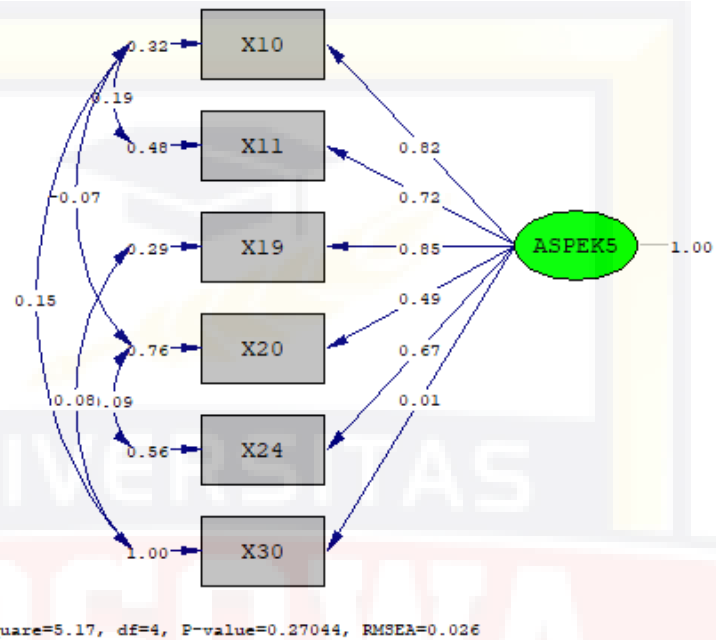 0.32 X10
0.19
0.82
0.48 X11
0.72
-0.07
0.29 X19 0.85 ASPEK5 1.00
0.15
0.49
0.76 X20
0.67
0.08 .09
0.01
0.56 X24
IVERSITAS
1.00 X30
uare=5.17, df=4, P-value=0.27044, RMSEA=0.026